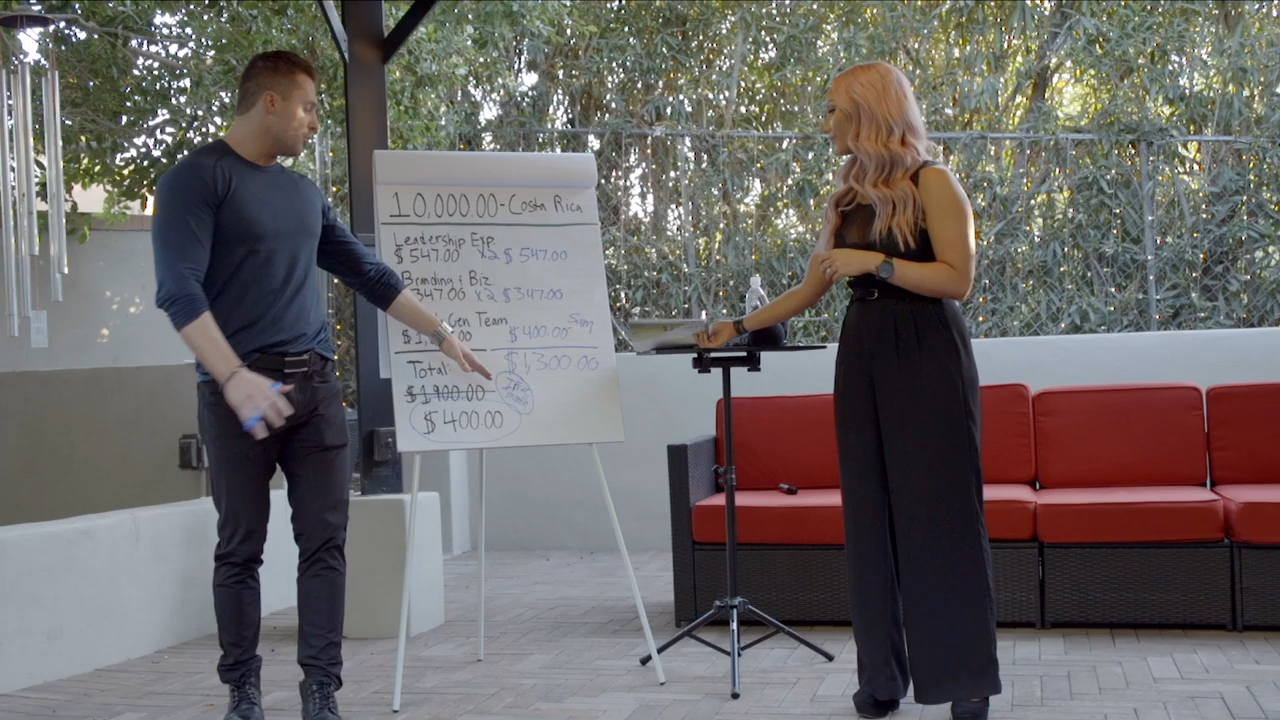 10,000.00-Costa Rica
Leadership Exp.
$547.00 x2 $547.00
Branding & Biz
347.00 x2 $347.00
Gen Team
$400.00
Total: $1,300.00
$1,900.00
$400.00